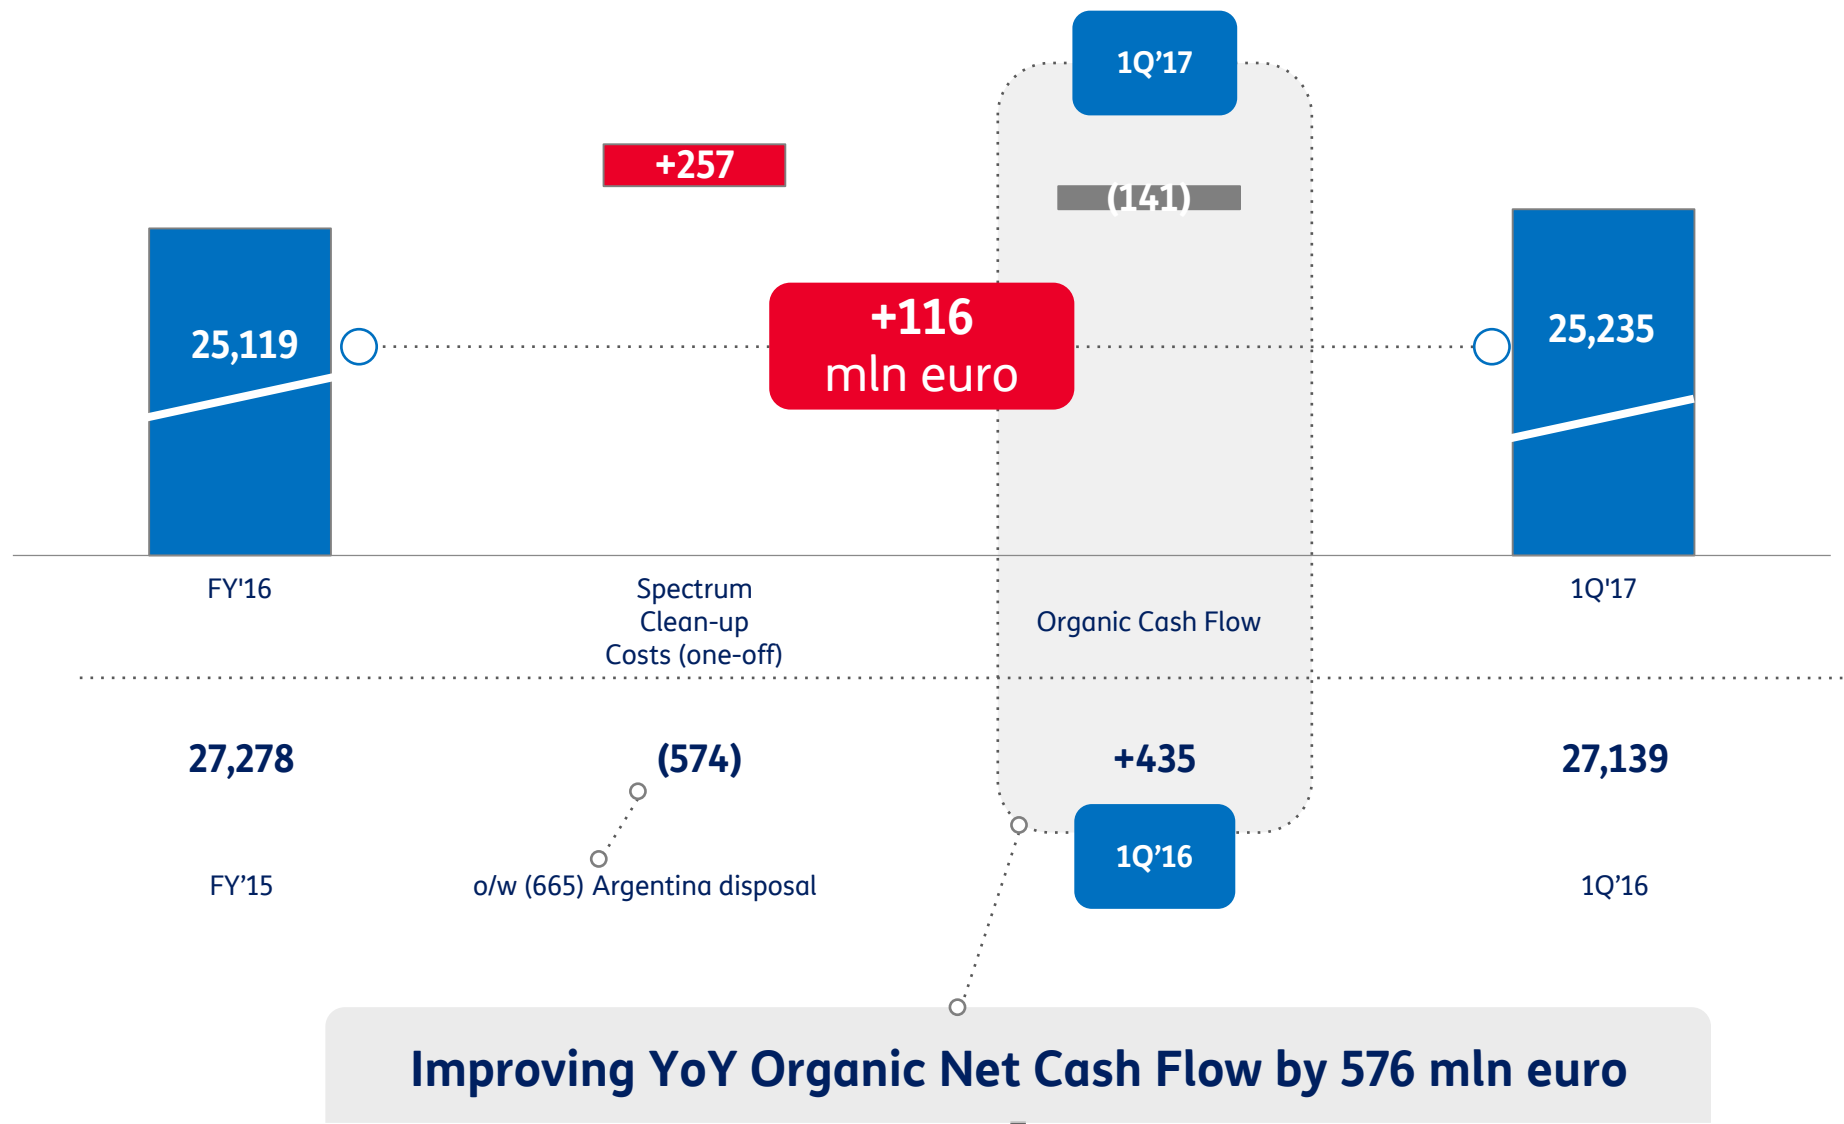 1Q’17
+257
(141)
25,119
+116
mln euro
25,235
FY'16
Spectrum
Clean-up
Costs (one-off)
Organic Cash Flow
1Q'17
27,278
(574)
+435
27,139
1Q’16
FY’15
o/w (665) Argentina disposal
1Q’16
Improving YoY Organic Net Cash Flow by 576 mln euro